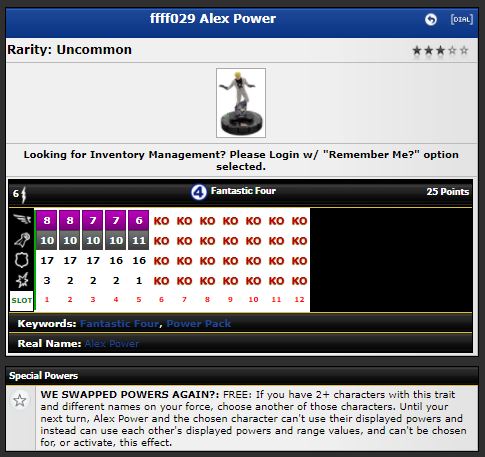 ffff029 Alex Power
[DIAL]
Rarity: Uncommon
Looking for Inventory Management? Please Login w/ "Remember Me?" option
selected.
6 4 Fantastic Four 25 Points
8 8 7 7 6 KO KO KO KO KO KO KO
10 10 10 10 11 KO KO KO KO KO KO KO
17 17 17 16 16 KO KO KO KO KO KO KO
3 2 2 2 1 KO KO KO KO KO KO KO
SLOT 1 2 3 4 5 6 7 8 9 10 11 12
Keywords: Fantastic Four, Power Pack
Real Name: Alex Power
Special Powers
WE SWAPPED POWERS AGAIN?: FREE: If you have 2+ characters with this trait
and different names on your force, choose another of those characters. Until your
next turn, Alex Power and the chosen character can't use their displayed powers and
instead can use each other's displayed powers and range values, and can't be chosen
for, or activate, this effect.